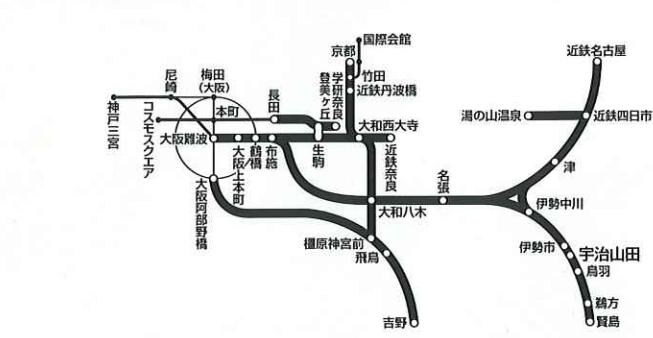 国際会館
京都
竹田
近鉄丹波橋
学研奈良
登美ヶ丘
近鉄名古屋
湯の山温泉
近鉄四日市
尼崎
梅田
(大阪)
神戸三宮
コスモスクエア
本町
長田
大阪難波
大阪上本町
鶴橋
布施
生駒
大和西大寺
近鉄奈良
津
名張
大和八木
伊勢中川
大阪阿部野橋
橿原神宮前
飛鳥
吉野
伊勢市
宇治山田
鳥羽
鵜方
賢島